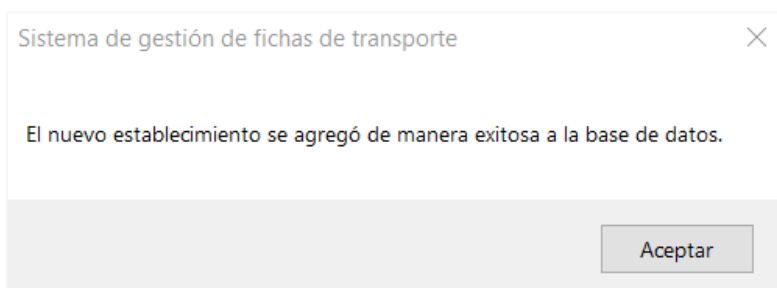 Sistema de gestión de fichas de transporte
El nuevo establecimiento se agregó de manera exitosa a la base de datos.
Aceptar